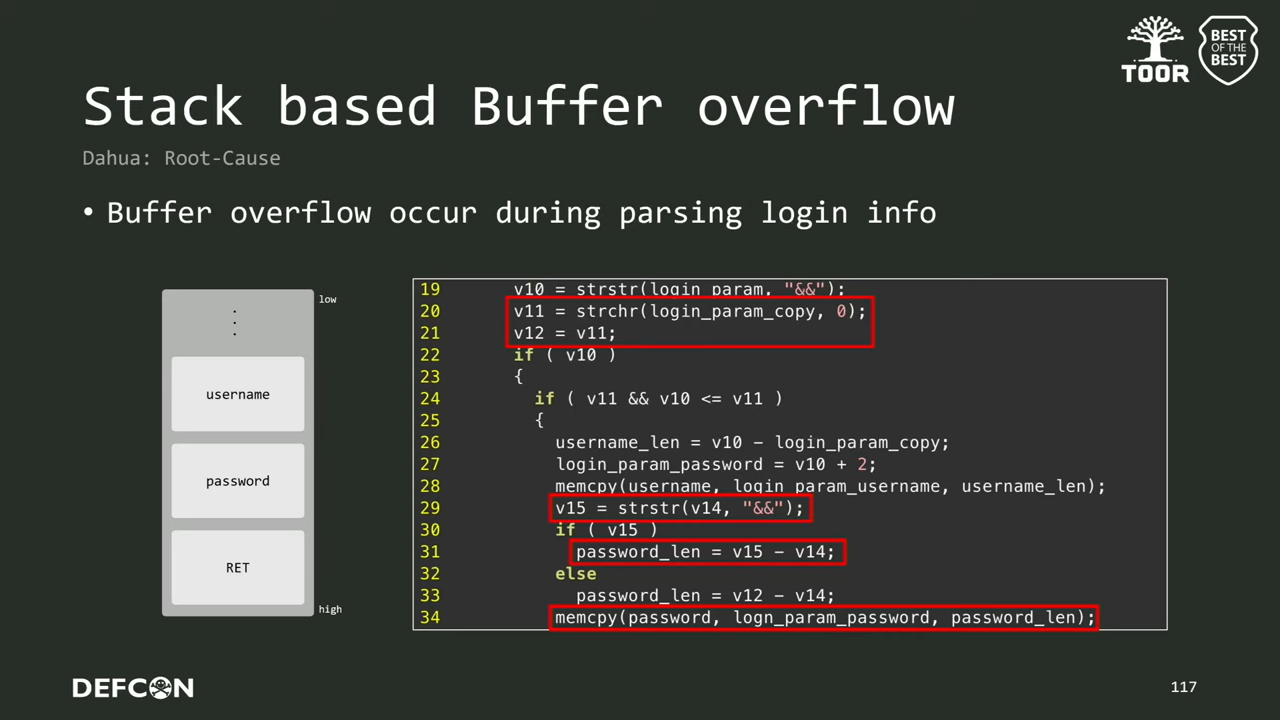 TOOR
BEST
OF THE
BEST
Stack based Buffer overflow
Dahua: Root-Cause
• Buffer overflow occur during parsing login info
low
username
password
RET
high
19 v10 = strstr(login_param, "&&");
20 v11 = strchr(login_param_copy, 0);
21 v12 = v11;
22 if ( v10 )
23 {
24 if ( v11 && v10 <= v11 )
25 {
26 username_len = v10 - login_param_copy;
27 login_param_password = v10 + 2;
28 memcpy(username, login_param_username, username_len);
29 v15 = strstr(v14, "&&");
30 if ( v15 )
31 password_len = v15 - v14;
32 else
33 password_len = v12 - v14;
34 memcpy(password, logn_param_password, password_len);
DEFCON
117